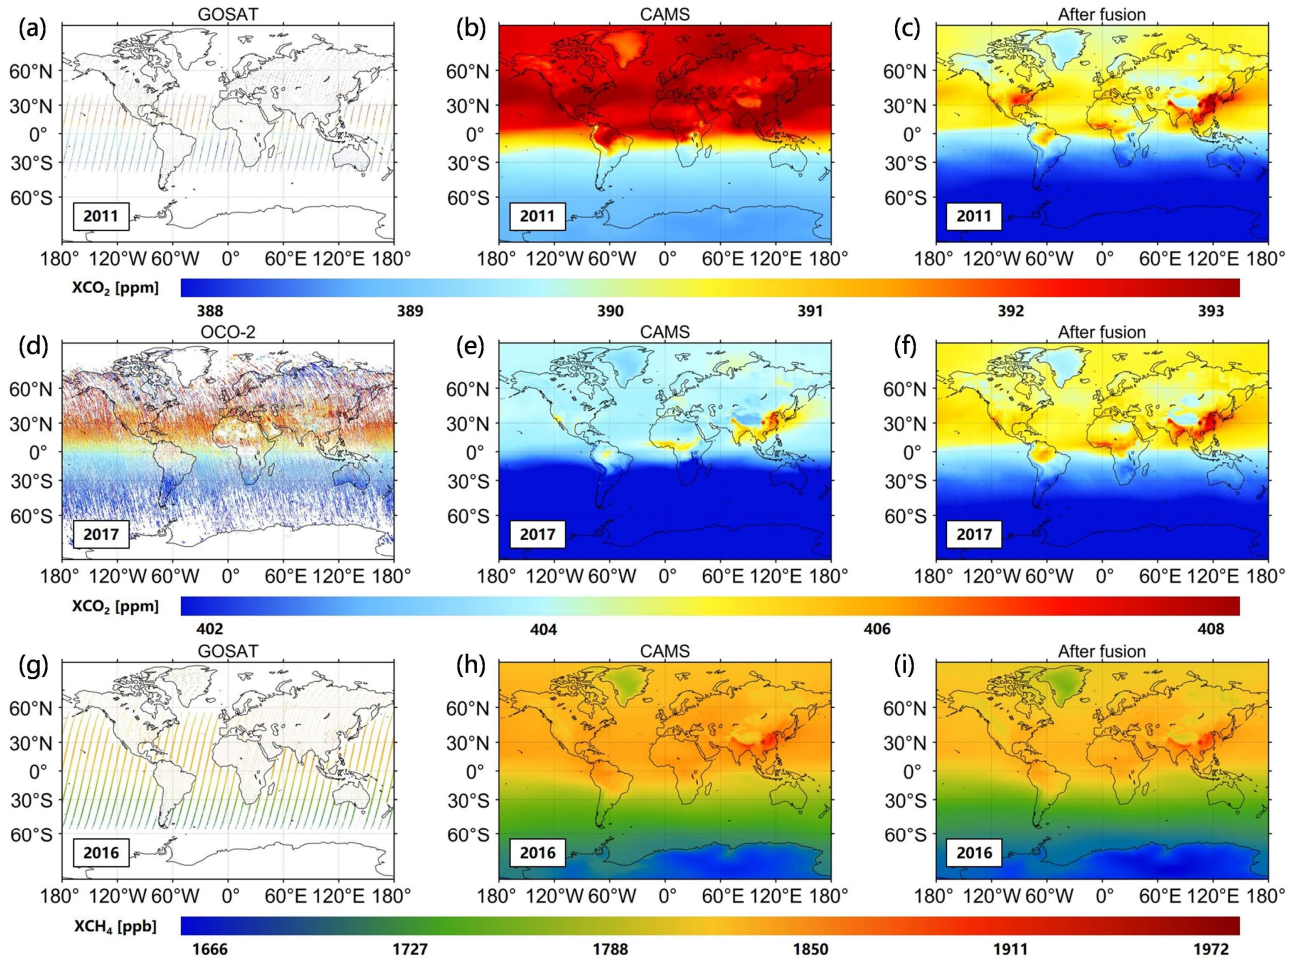 (a) GOSAT (b) CAMS (c) After fusion
60°N 60°N 60°N
30°N 30°N 30°N
0° 0° 0°
30°S 30°S 30°S
60°S 60°S 60°S
2011 2011 2011
180° 120°W 60°W 0° 60°E 120°E 180° 180° 120°W 60°W 0° 60°E 120°E 180° 180° 120°W 60°W 0° 60°E 120°E 180°
XCO₂ [ppm]
388 389 390 391 392 393
(d) OCO-2 (e) CAMS (f) After fusion
60°N 60°N 60°N
30°N 30°N 30°N
0° 0° 0°
30°S 30°S 30°S
60°S 60°S 60°S
2017 2017 2017
180° 120°W 60°W 0° 60°E 120°E 180° 180° 120°W 60°W 0° 60°E 120°E 180° 180° 120°W 60°W 0° 60°E 120°E 180°
XCO₂ [ppm]
402 404 406 408
(g) GOSAT (h) CAMS (i) After fusion
60°N 60°N 60°N
30°N 30°N 30°N
0° 0° 0°
30°S 30°S 30°S
60°S 60°S 60°S
2016 2016 2016
180° 120°W 60°W 0° 60°E 120°E 180° 180° 120°W 60°W 0° 60°E 120°E 180° 180° 120°W 60°W 0° 60°E 120°E 180°
XCH₄ [ppb]
1666 1727 1788 1850 1911 1972